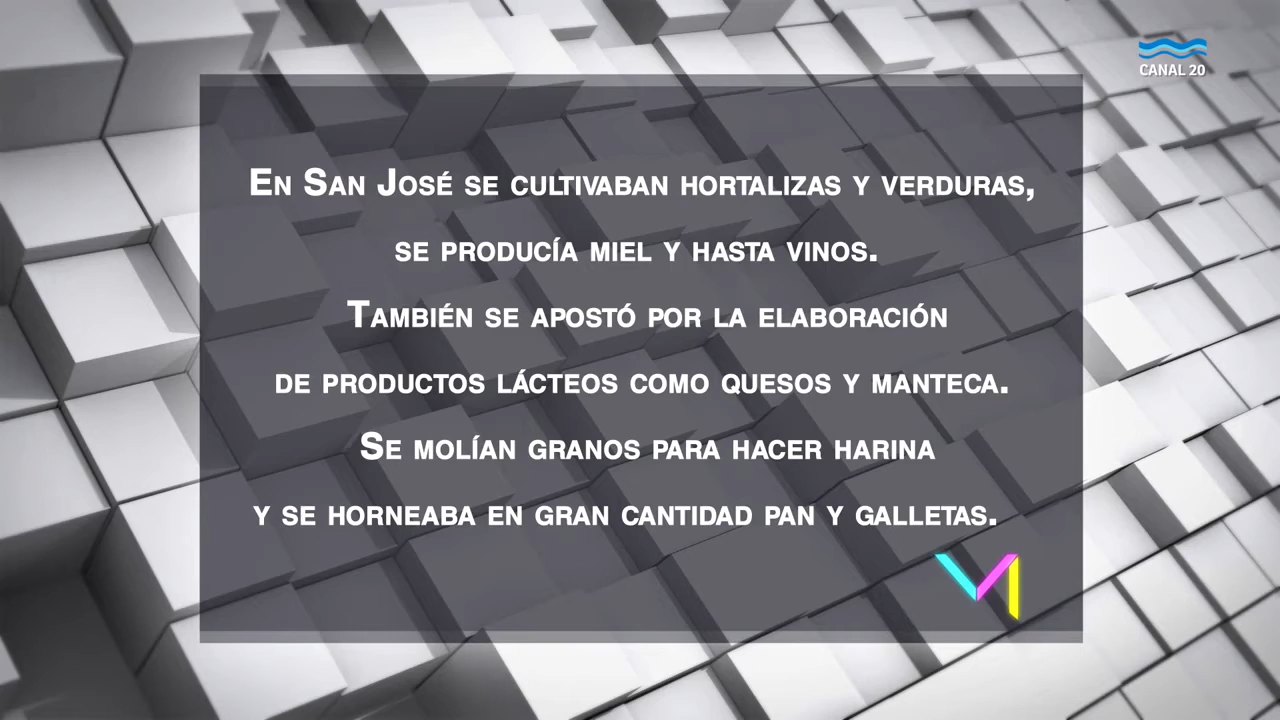 En San José se cultivaban hortalizas y verduras,
se producía miel y hasta vinos.
También se apostó por la elaboración
de productos lácteos como quesos y manteca.
Se molían granos para hacer harina
y se horneaba en gran cantidad pan y galletas.
CANAL 20